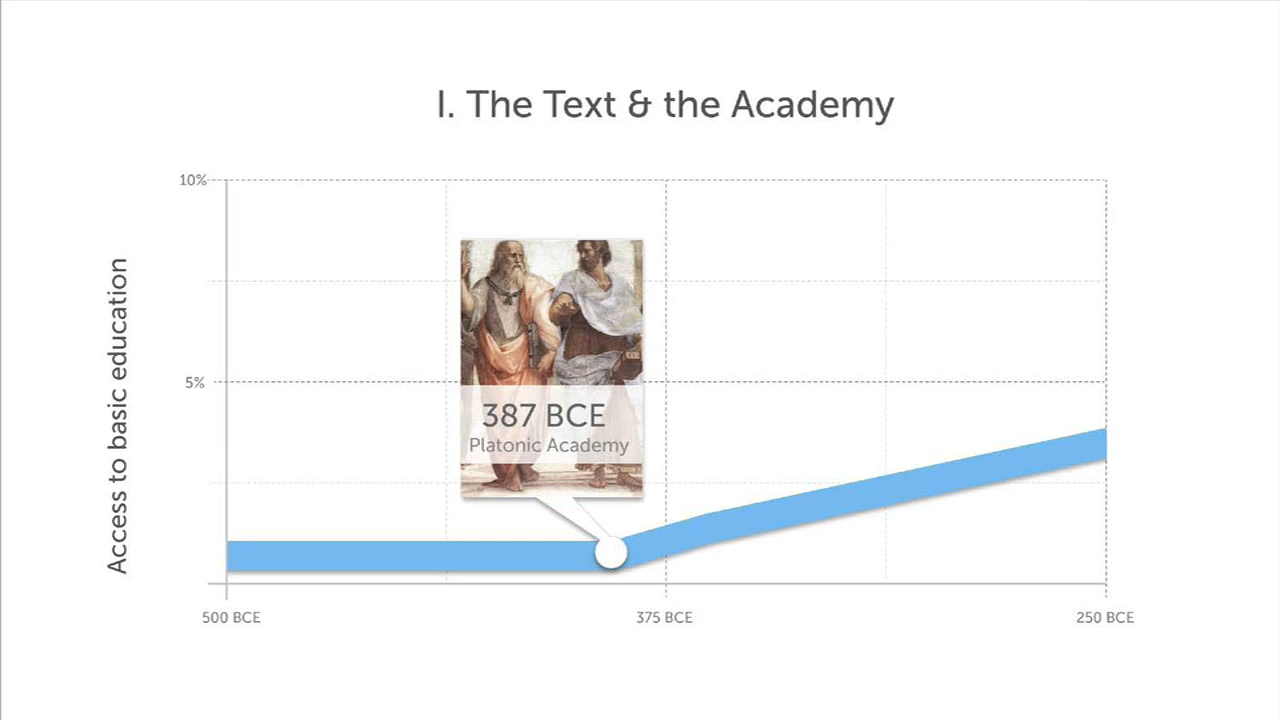 I. The Text & the Academy
10%
5%
Access to basic education
387 BCE
Platonic Academy
500 BCE
375 BCE
250 BCE